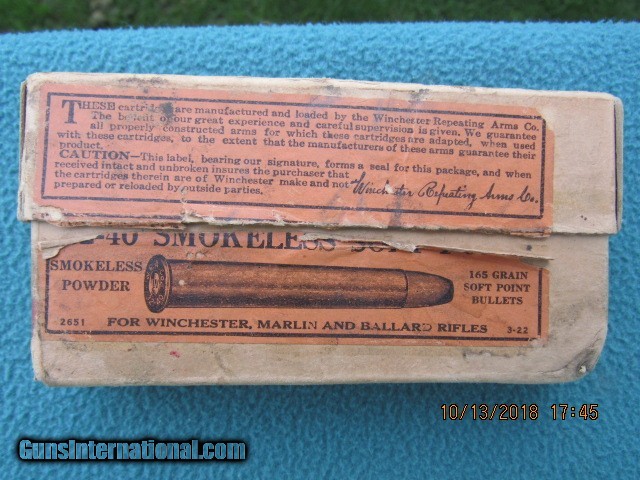 THESE cartridges are manufactured and loaded by the Winchester Repeating Arms Co.
The benefit of our great experience and careful supervision is given. We guarantee
all properly constructed arms for which these cartridges are adapted, when used
with these cartridges, to the extent that the manufacturers of these arms guarantee their
product.
CAUTION—This label, bearing our signature, forms a seal for this package, and when
received intact and unbroken insures the purchaser that
the cartridges therein are of Winchester make and not
prepared or reloaded by outside parties.
Winchester Repeating Arms Co.
-40 SMOKELESS
SMOKELESS
POWDER
165 GRAIN
SOFT POINT
BULLETS
2651
FOR WINCHESTER, MARLIN AND BALLARD RIFLES
3-22
10/13/2018 17:45
GunsInternational.com